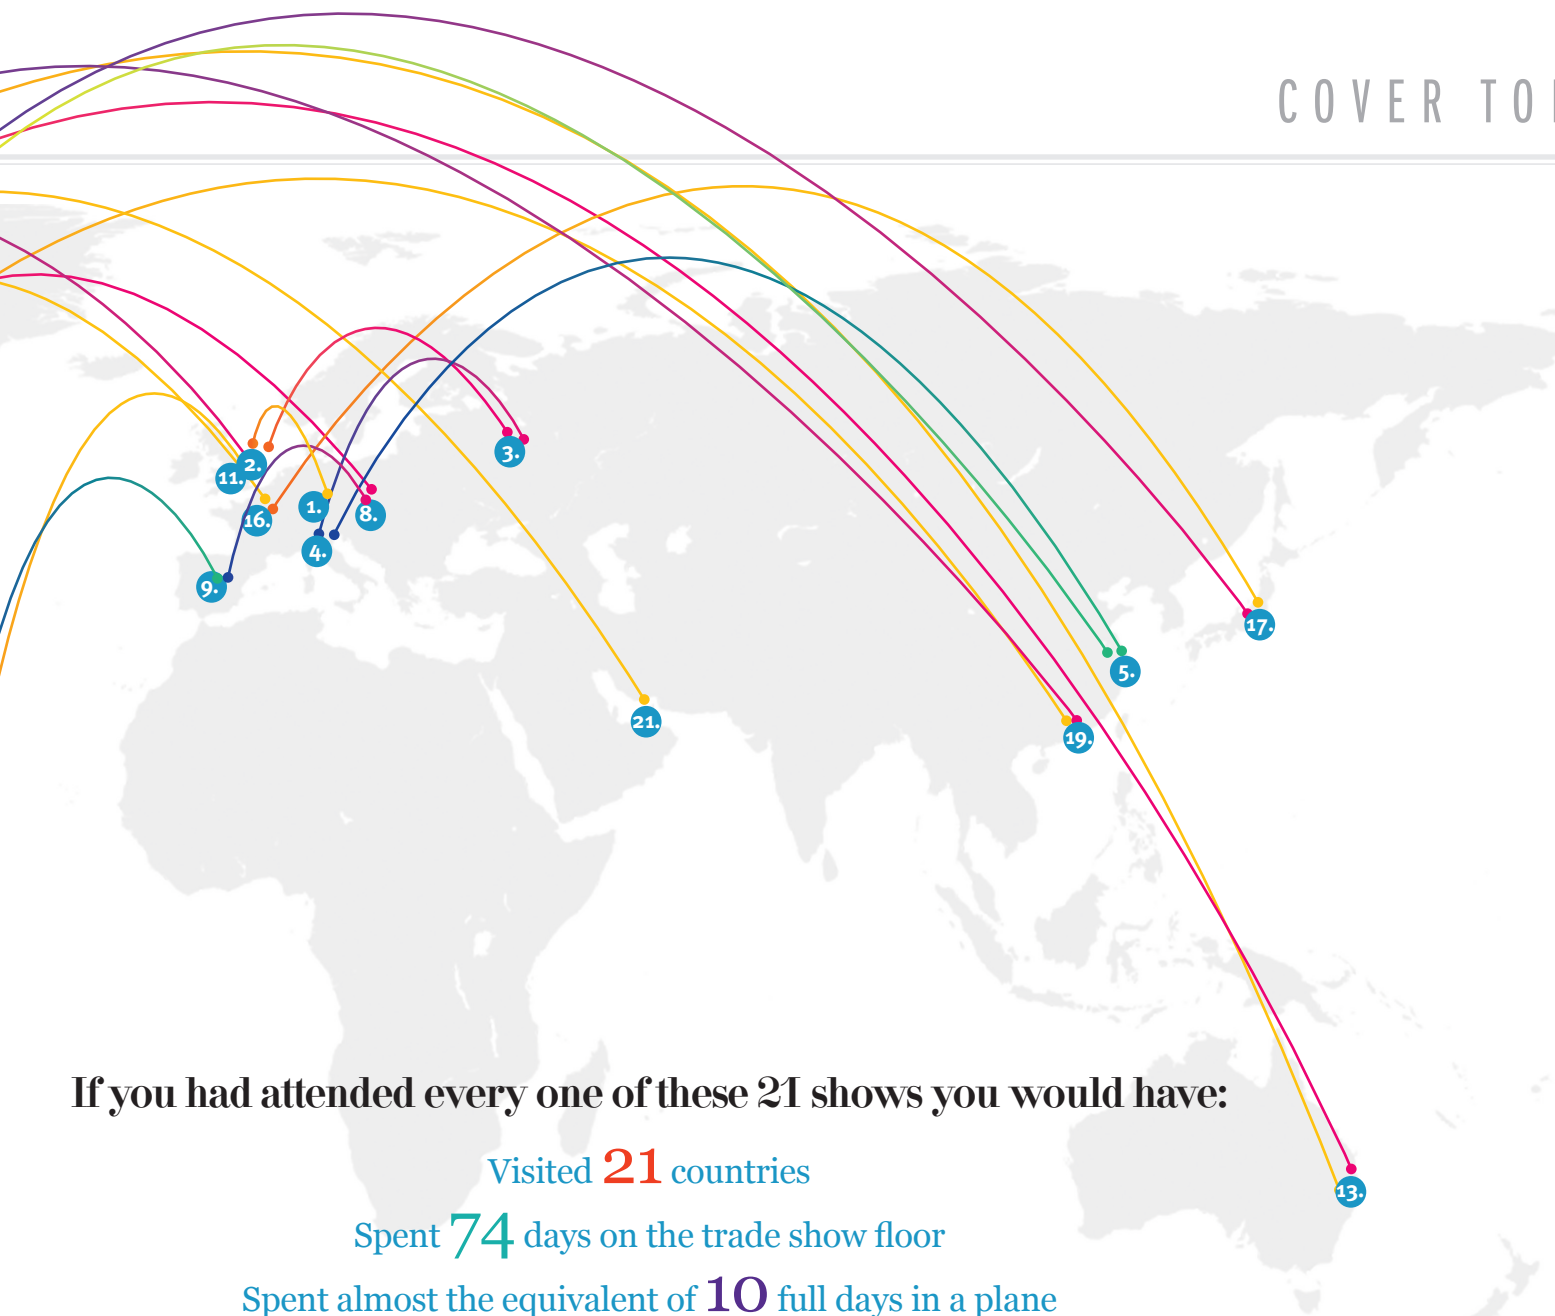 COVER TO
2.
11.
3.
1.
16.
8.
4.
9.
17.
5.
21.
19.
If you had attended every one of these 21 shows you would have:
Visited 21 countries
13.
Spent 74 days on the trade show floor
Spent almost the equivalent of 10 full days in a plane